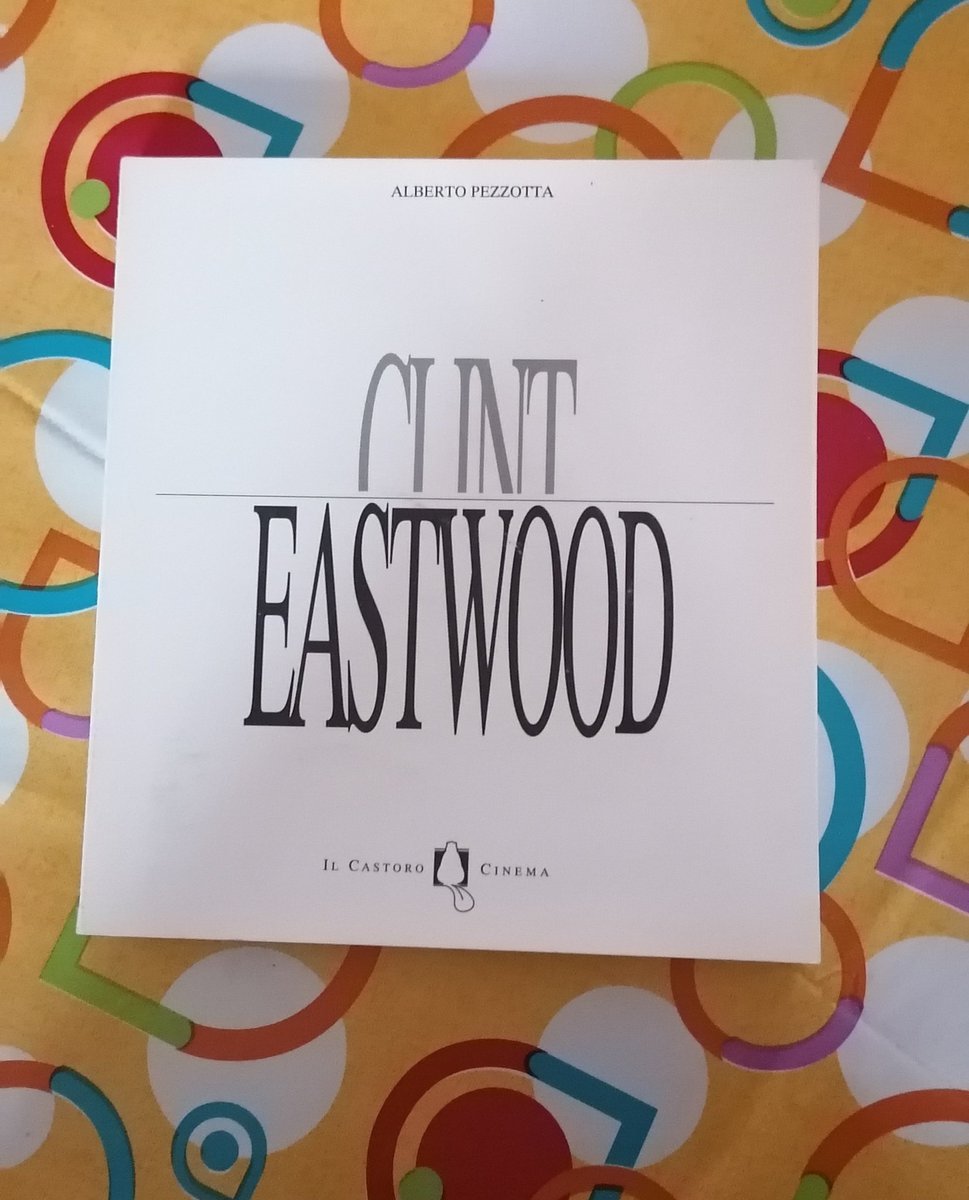 ALBERTO PEZZOTTA
CLINT
EASTWOOD
IL CASTORO CINEMA